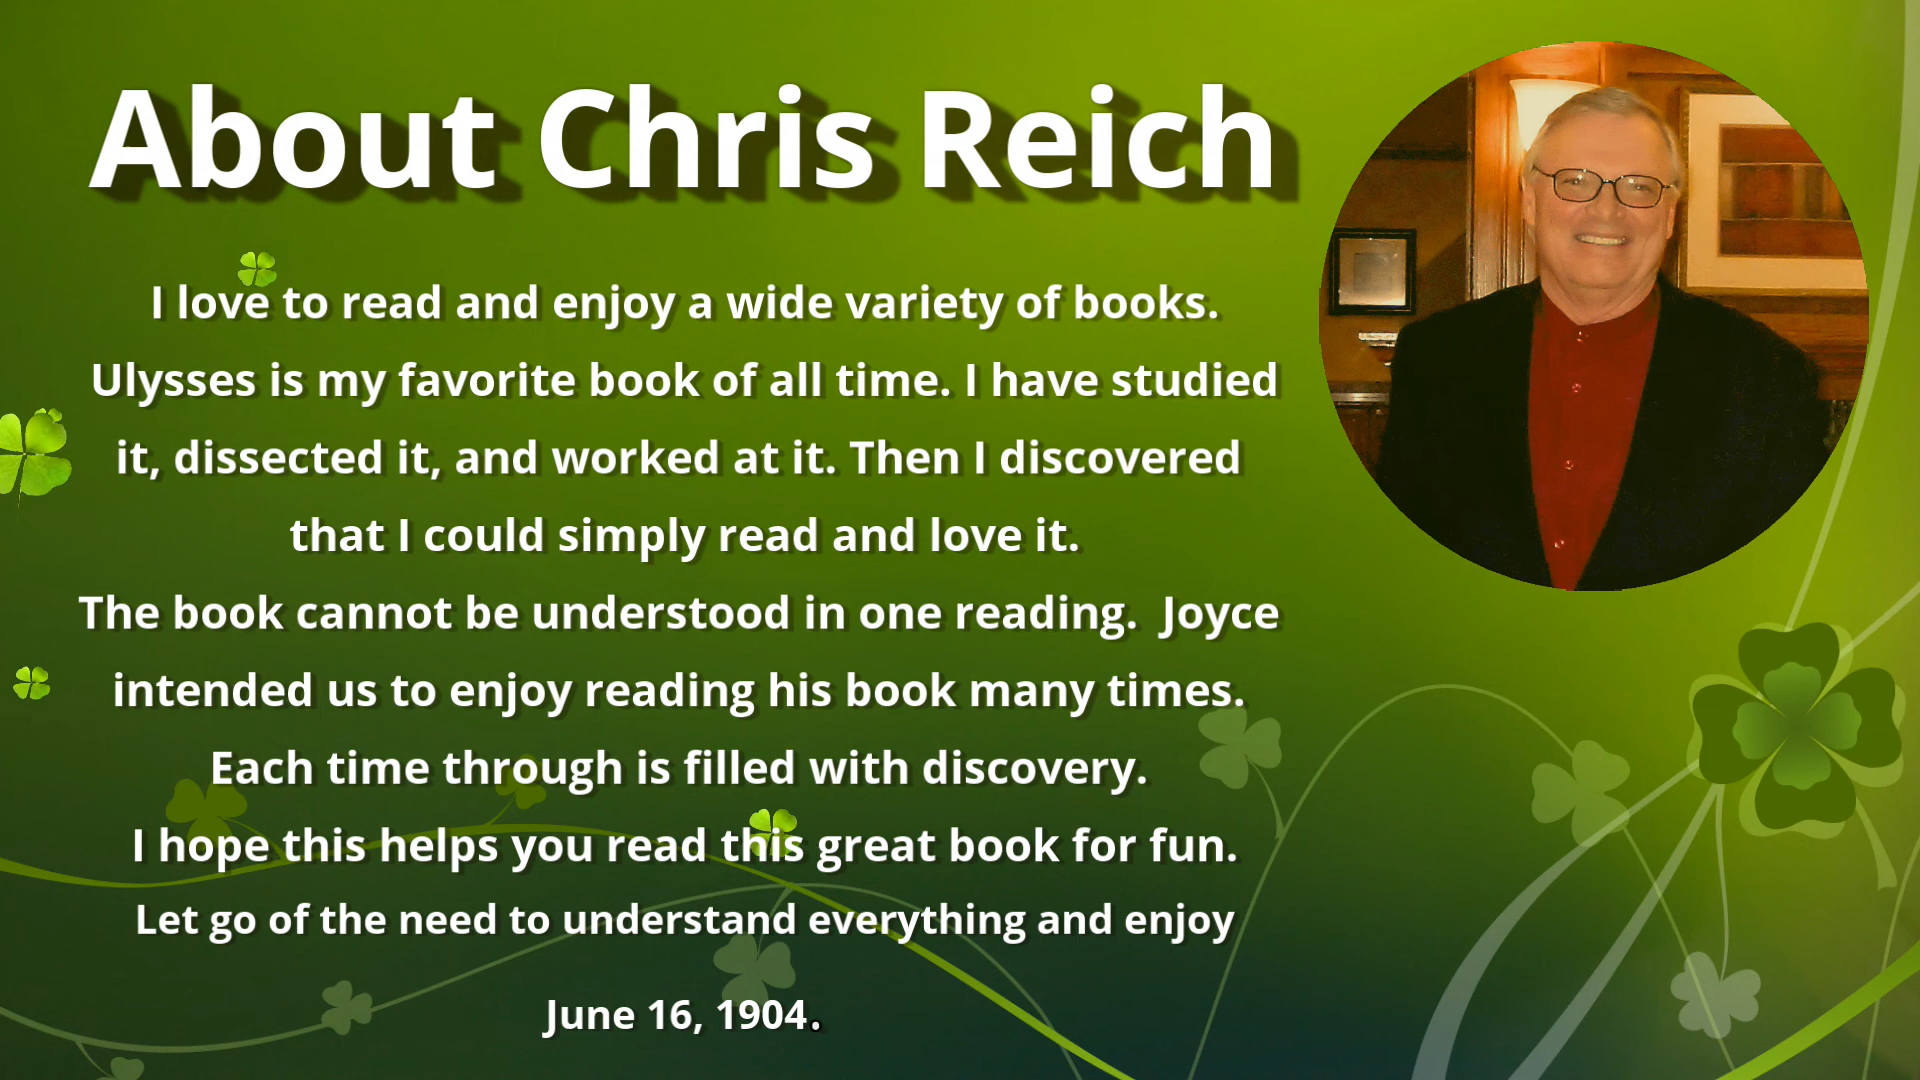 About Chris Reich
I love to read and enjoy a wide variety of books.
Ulysses is my favorite book of all time. I have studied
it, dissected it, and worked at it. Then I discovered
that I could simply read and love it.
The book cannot be understood in one reading.  Joyce
intended us to enjoy reading his book many times.
Each time through is filled with discovery.
I hope this helps you read this great book for fun.
Let go of the need to understand everything and enjoy
June 16, 1904.